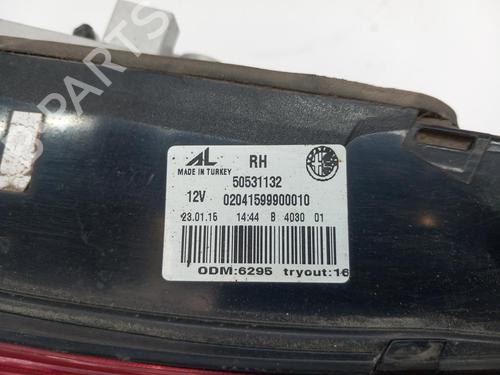 AL RH
MADE IN TURKEY
50531132
12V 02041599900010
23.01.15 14:44 B 4030 01
ODM:6295 tryout:16